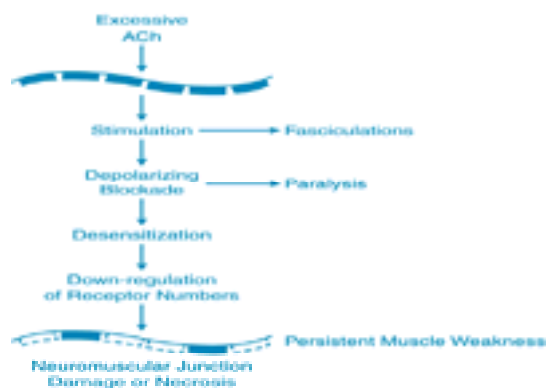 Excessive
ACh
Stimulation
Fasciculations
Depolarizing
Blockade
Paralysis
Desensitization
Down-regulation
of Receptor Numbers
Persistent Muscle Weakness
Neuromuscular Junction
Damage or Necrosis